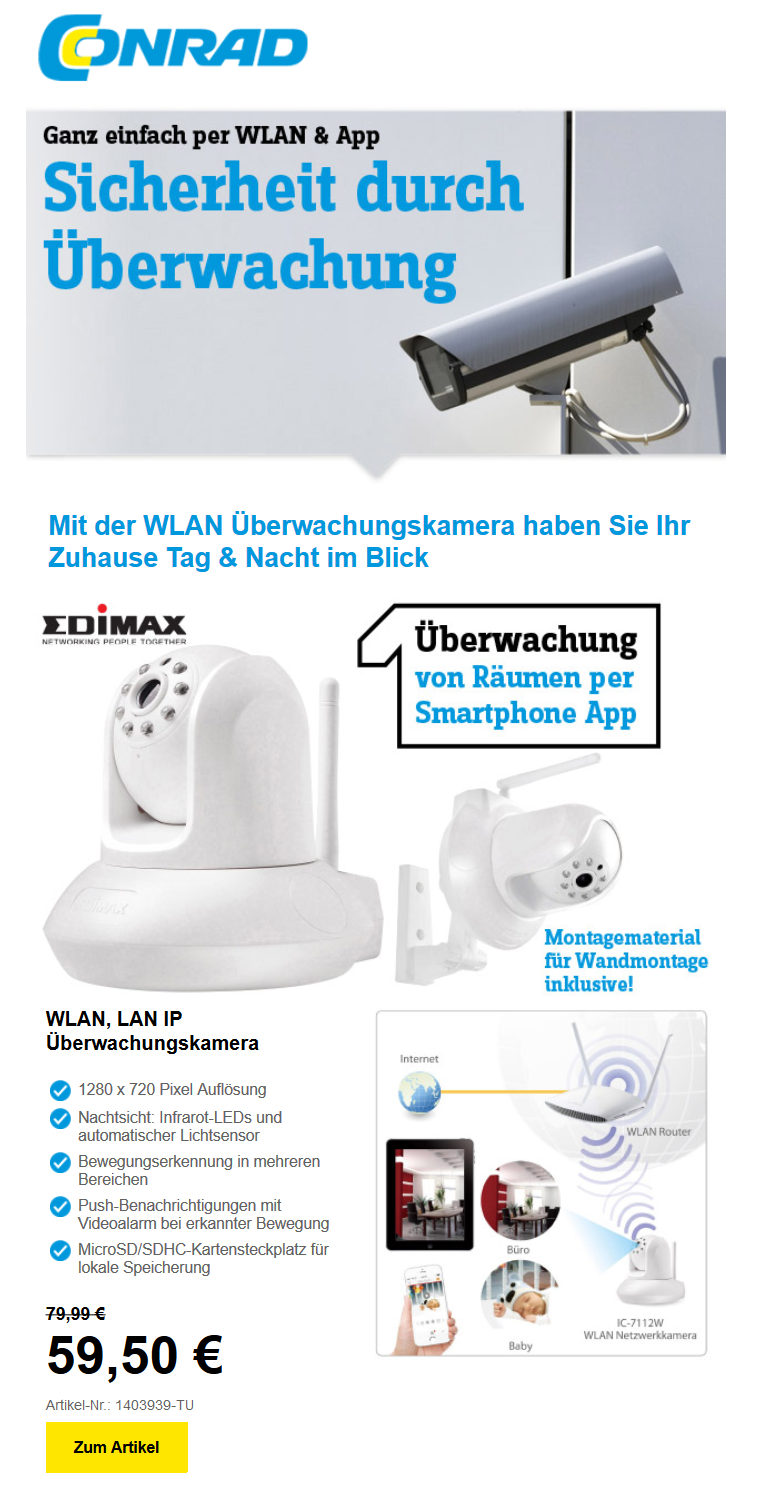 CONRAD
Ganz einfach per WLAN & App
Sicherheit durch
Überwachung
Mit der WLAN Überwachungskamera haben Sie Ihr
Zuhause Tag & Nacht im Blick
EDIMAX
NETWORKING PEOPLE TOGETHER
Überwachung
von Räumen per
Smartphone App
EDIMAX
Montagematerial
für Wandmontage
inklusive!
WLAN, LAN IP
Überwachungskamera
1280 x 720 Pixel Auflösung
Nachtsicht: Infrarot-LEDs und
automatischer Lichtsensor
Bewegungserkennung in mehreren
Bereichen
Push-Benachrichtigungen mit
Videoalarm bei erkannter Bewegung
MicroSD/SDHC-Kartensteckplatz für
lokale Speicherung
Internet
WLAN Router
Büro
Baby
IC-7112W
WLAN Netzwerkkamera
79,99 €
59,50 €
Artikel-Nr.: 1403939-TU
Zum Artikel